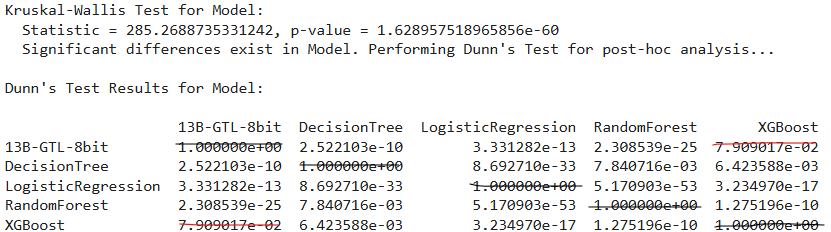 Kruskal-Wallis Test for Model:
Statistic = 285.2688735331242, p-value = 1.628957518965856e-60
Significant differences exist in Model. Performing Dunn's Test for post-hoc analysis...
Dunn's Test Results for Model:
13B-GTL-8bit DecisionTree LogisticRegression RandomForest XGBoost
13B-GTL-8bit 1.000000e+00 2.522103e-10 3.331282e-13 2.308539e-25 7.909017e-02
DecisionTree 2.522103e-10 1.000000e+00 8.692710e-33 7.840716e-03 6.423588e-03
LogisticRegression 3.331282e-13 8.692710e-33 1.000000e+00 5.170903e-53 3.234970e-17
RandomForest 2.308539e-25 7.840716e-03 5.170903e-53 1.000000e+00 1.275196e-10
XGBoost 7.909017e-02 6.423588e-03 3.234970e-17 1.275196e-10 1.000000e+00